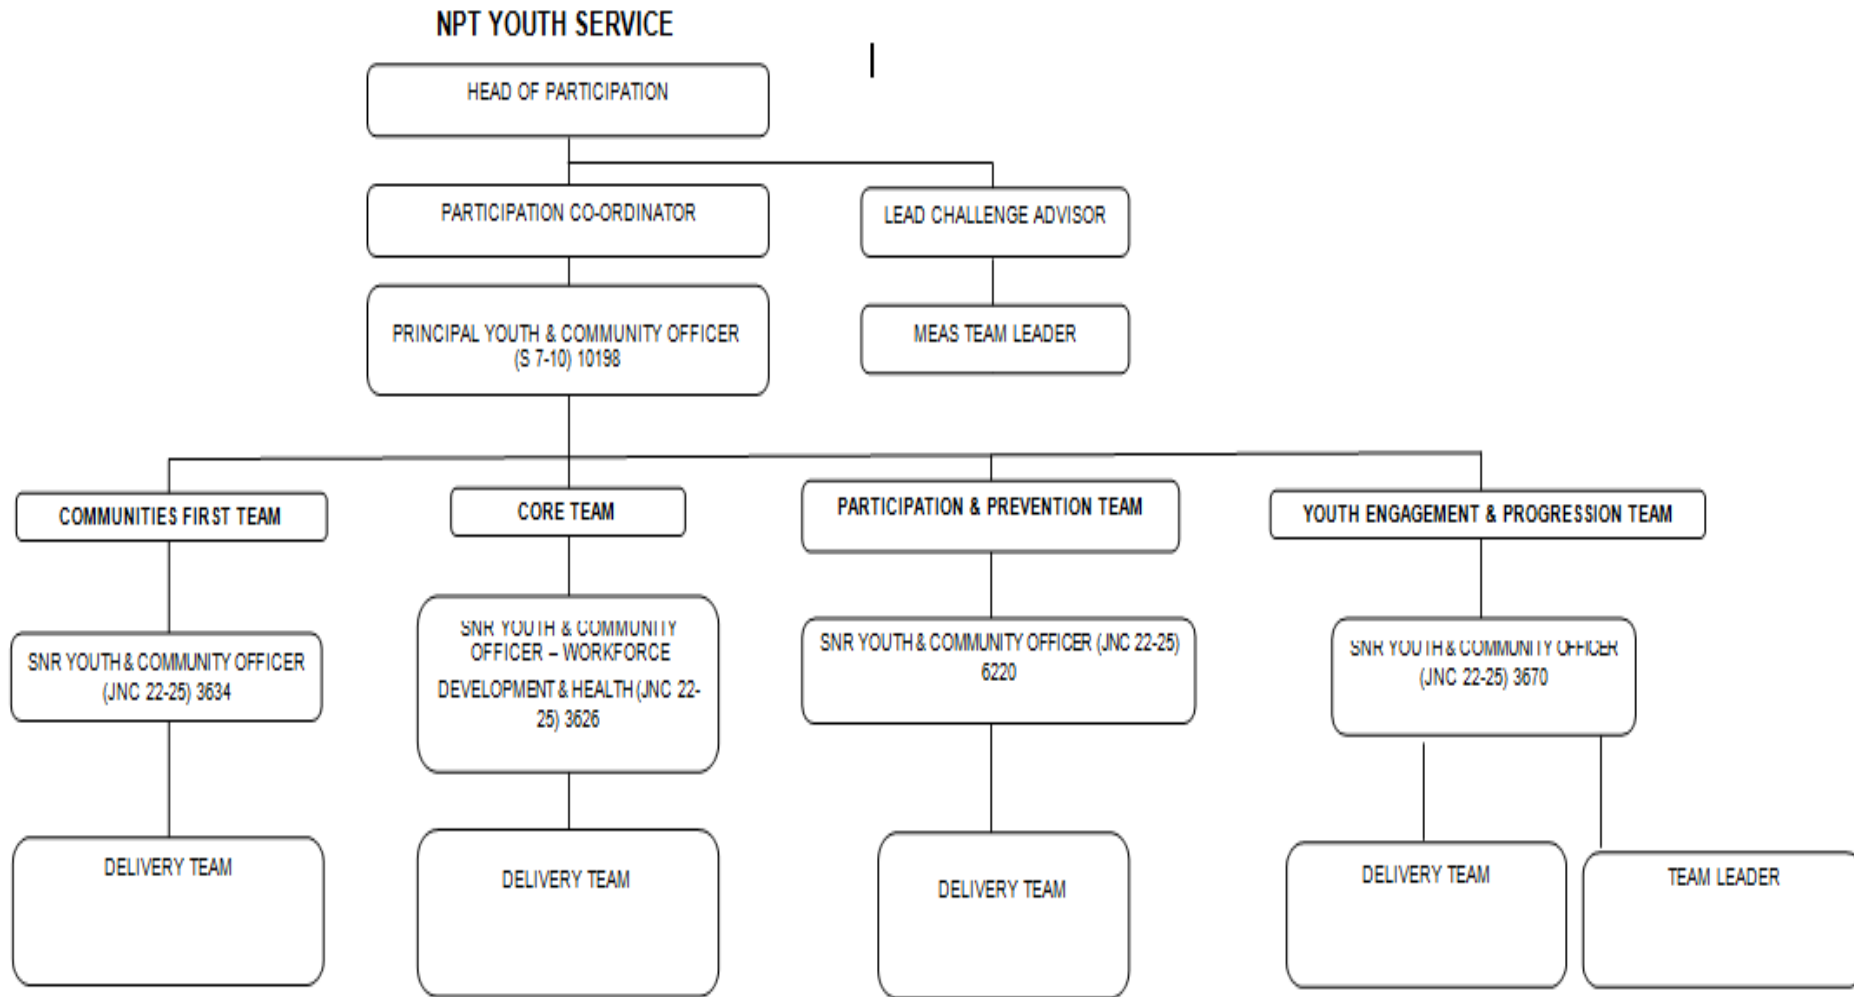 NPT YOUTH SERVICE
HEAD OF PARTICIPATION
PARTICIPATION CO-ORDINATOR
LEAD CHALLENGE ADVISOR
PRINCIPAL YOUTH & COMMUNITY OFFICER
(S 7-10) 10198
MEAS TEAM LEADER
COMMUNITIES FIRST TEAM
CORE TEAM
PARTICIPATION & PREVENTION TEAM
YOUTH ENGAGEMENT & PROGRESSION TEAM
SNR YOUTH & COMMUNITY OFFICER
(JNC 22-25) 3634
SNR YOUTH & COMMUNITY
OFFICER – WORKFORCE
DEVELOPMENT & HEALTH (JNC 22-
25) 3626
SNR YOUTH & COMMUNITY OFFICER (JNC 22-25)
6220
SNR YOUTH & COMMUNITY OFFICER
(JNC 22-25) 3670
DELIVERY TEAM
DELIVERY TEAM
DELIVERY TEAM
DELIVERY TEAM
TEAM LEADER